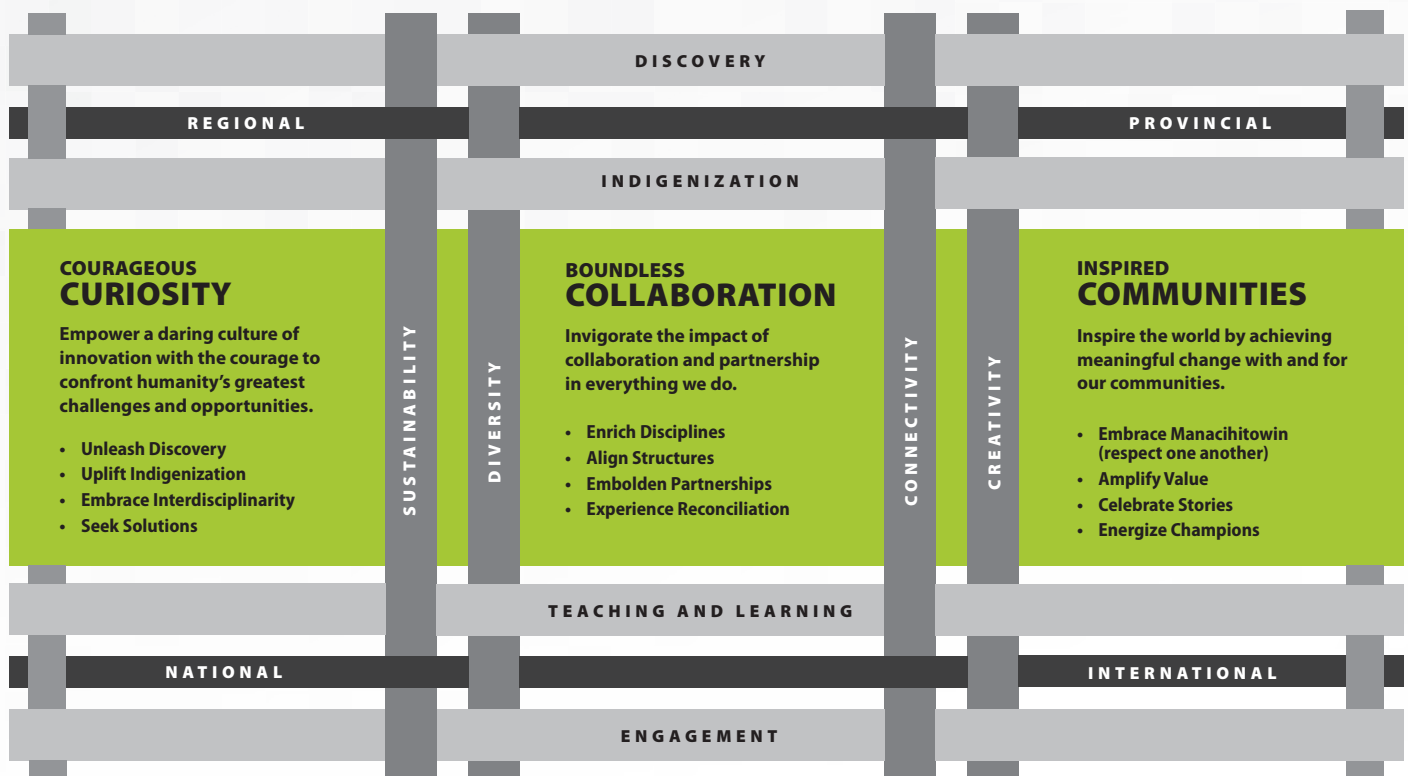 DISCOVERY
REGIONAL
PROVINCIAL
INDIGENIZATION
COURAGEOUS
CURIOSITY
Empower a daring culture of
innovation with the courage to
confront humanity’s greatest
challenges and opportunities.
• Unleash Discovery
• Uplift Indigenization
• Embrace Interdisciplinarity
• Seek Solutions
SUSTAINABILITY
DIVERSITY
BOUNDLESS
COLLABORATION
Invigorate the impact of
collaboration and partnership
in everything we do.
• Enrich Disciplines
• Align Structures
• Embolden Partnerships
• Experience Reconciliation
CONNECTIVITY
CREATIVITY
INSPIRED
COMMUNITIES
Inspire the world by achieving
meaningful change with and for
our communities.
• Embrace Manacihitowin
(respect one another)
• Amplify Value
• Celebrate Stories
• Energize Champions
TEACHING AND LEARNING
NATIONAL
INTERNATIONAL
ENGAGEMENT